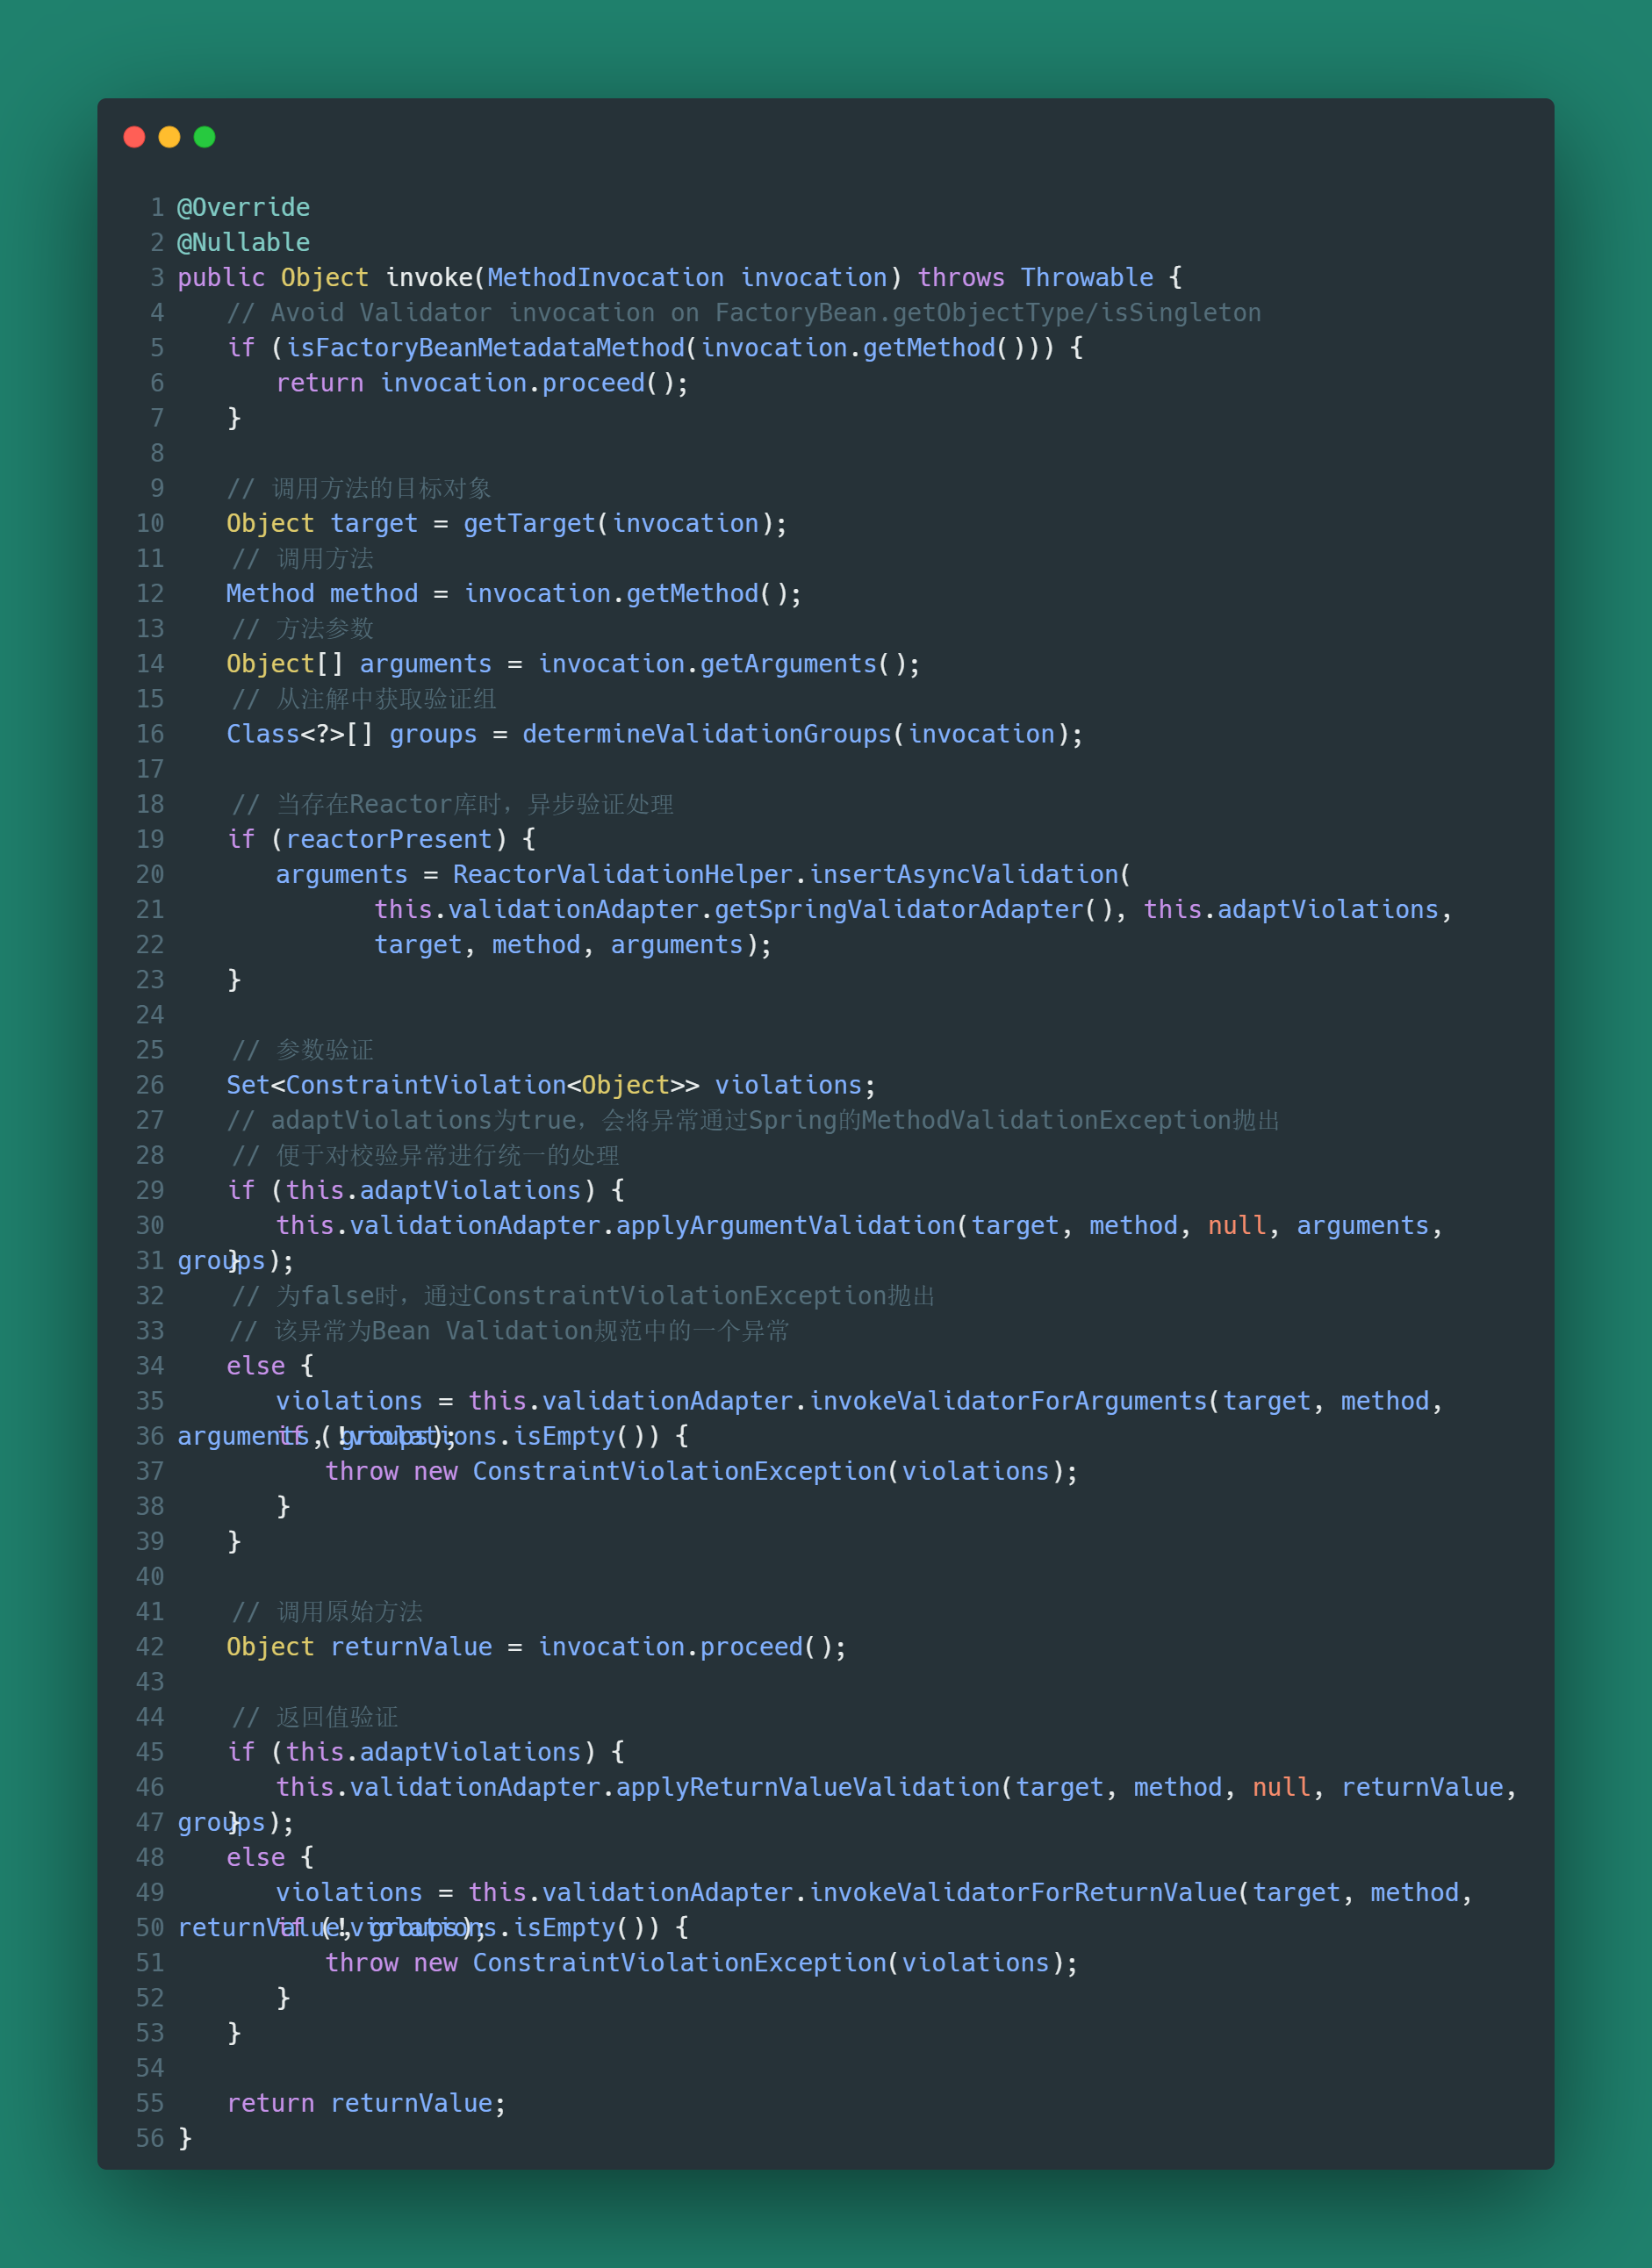 1 @Override
2 @Nullable
3 public Object invoke(MethodInvocation invocation) throws Throwable {
4 // Avoid Validator invocation on FactoryBean.getObjectType/isSingleton
5 if (isFactoryBeanMetadataMethod(invocation.getMethod())) {
6 return invocation.proceed();
7 }
8
9 // 调用方法的目标对象
10 Object target = getTarget(invocation);
11 // 调用方法
12 Method method = invocation.getMethod();
13 // 方法参数
14 Object[] arguments = invocation.getArguments();
15 // 从注解中获取验证组
16 Class<?>[] groups = determineValidationGroups(invocation);
17
18 // 当存在Reactor库时，异步验证处理
19 if (reactorPresent) {
20 arguments = ReactorValidationHelper.insertAsyncValidation(
21 this.validationAdapter.getSpringValidatorAdapter(), this.adaptViolations,
22 target, method, arguments);
23 }
24
25 // 参数验证
26 Set<ConstraintViolation<Object>> violations;
27 // adaptViolations为true，会将异常通过Spring的MethodValidationException抛出
28 // 便于对校验异常进行统一的处理
29 if (this.adaptViolations) {
30 this.validationAdapter.applyArgumentValidation(target, method, null, arguments,
groups);
31 }
32 // 为false时，通过ConstraintViolationException抛出
33 // 该异常为Bean Validation规范中的一个异常
34 else {
35 violations = this.validationAdapter.invokeValidatorForArguments(target, method,
arguments, groups);
36 if (!violations.isEmpty()) {
37 throw new ConstraintViolationException(violations);
38 }
39 }
40
41 // 调用原始方法
42 Object returnValue = invocation.proceed();
43
44 // 返回值验证
45 if (this.adaptViolations) {
46 this.validationAdapter.applyReturnValueValidation(target, method, null, returnValue,
groups);
47 }
48 else {
49 violations = this.validationAdapter.invokeValidatorForReturnValue(target, method,
returnValue, groups);
50 if (!violations.isEmpty()) {
51 throw new ConstraintViolationException(violations);
52 }
53 }
54
55 return returnValue;
56 }